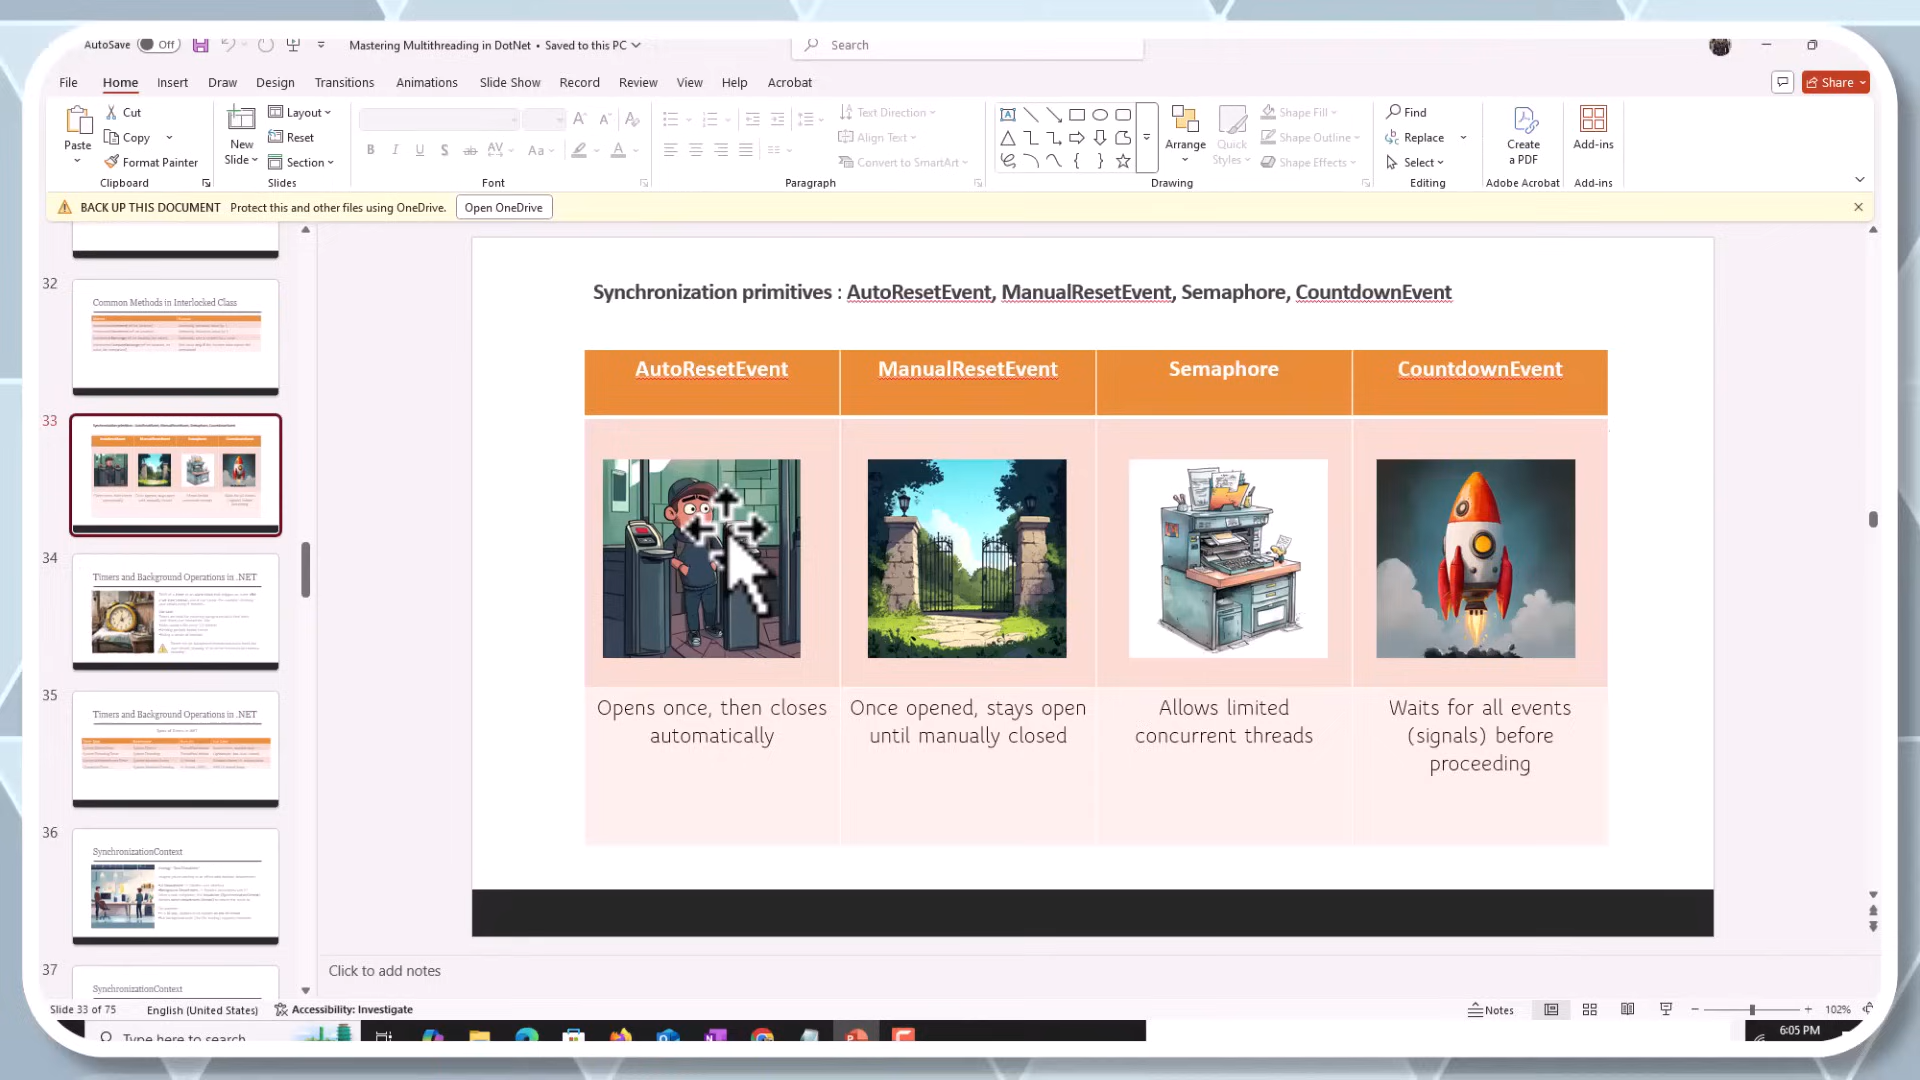 AutoSave Off Mastering Multithreading in DotNet • Saved to this PC Search
File Home Insert Draw Design Transitions Animations Slide Show Record Review View Help Acrobat Share
Paste Cut Copy Format Painter Clipboard
New Slide Layout Reset Section Slides
Font
Text Direction Align Text Convert to SmartArt Paragraph
Arrange Quick Styles Shape Fill Shape Outline Shape Effects Drawing
Find Replace Select Editing
Create a PDF Adobe Acrobat
Add-ins Add-ins
BACK UP THIS DOCUMENT Protect this and other files using OneDrive. Open OneDrive
32
Common Methods in Interlocked Class
33
34
Timers and Background Operations in .NET
35
Timers and Background Operations in .NET
36
SynchronizationContext
37
SynchronizationContext
Synchronization primitives : AutoResetEvent, ManualResetEvent, Semaphore, CountdownEvent
AutoResetEvent ManualResetEvent Semaphore CountdownEvent
Opens once, then closes automatically
Once opened, stays open until manually closed
Allows limited concurrent threads
Waits for all events (signals) before proceeding
Click to add notes
Slide 33 of 75 English (United States) Accessibility: Investigate Notes 102%
Type here to search
6:05 PM